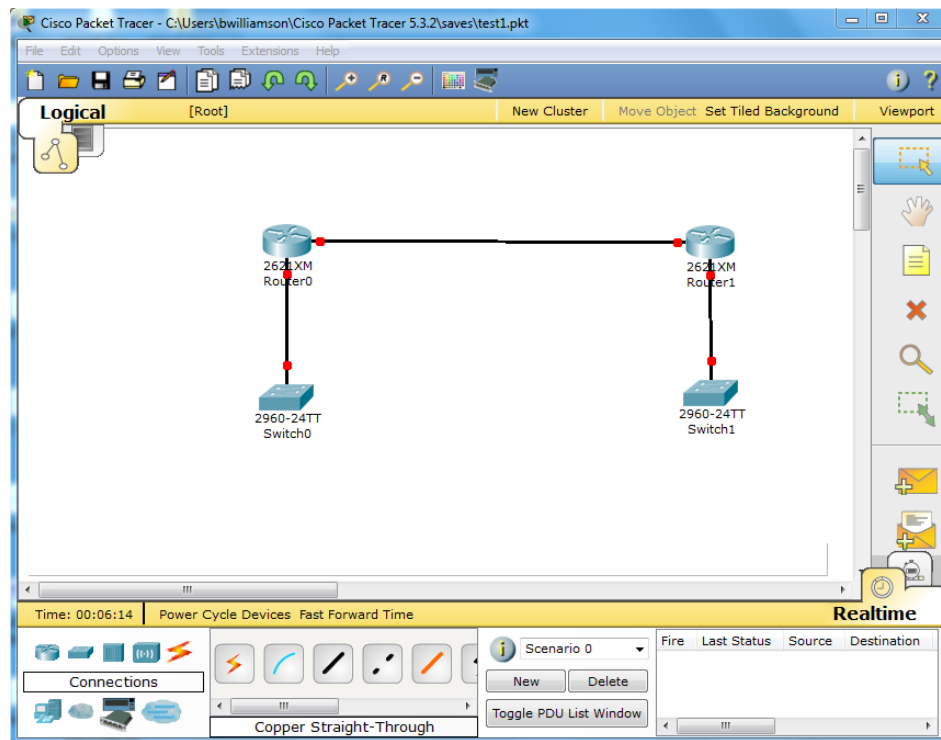 Cisco Packet Tracer - C:\Users\bwilliamson\Cisco Packet Tracer 5.3.2\saves\test1.pkt
File Edit Options View Tools Extensions Help
Logical [Root] New Cluster Move Object Set Tiled Background Viewport
2621XM
Router0
2621XM
Router1
2960-24TT
Switch0
2960-24TT
Switch1
Time: 00:06:14 Power Cycle Devices Fast Forward Time Realtime
Connections
Copper Straight-Through
Scenario 0
New Delete
Toggle PDU List Window
Fire Last Status Source Destination